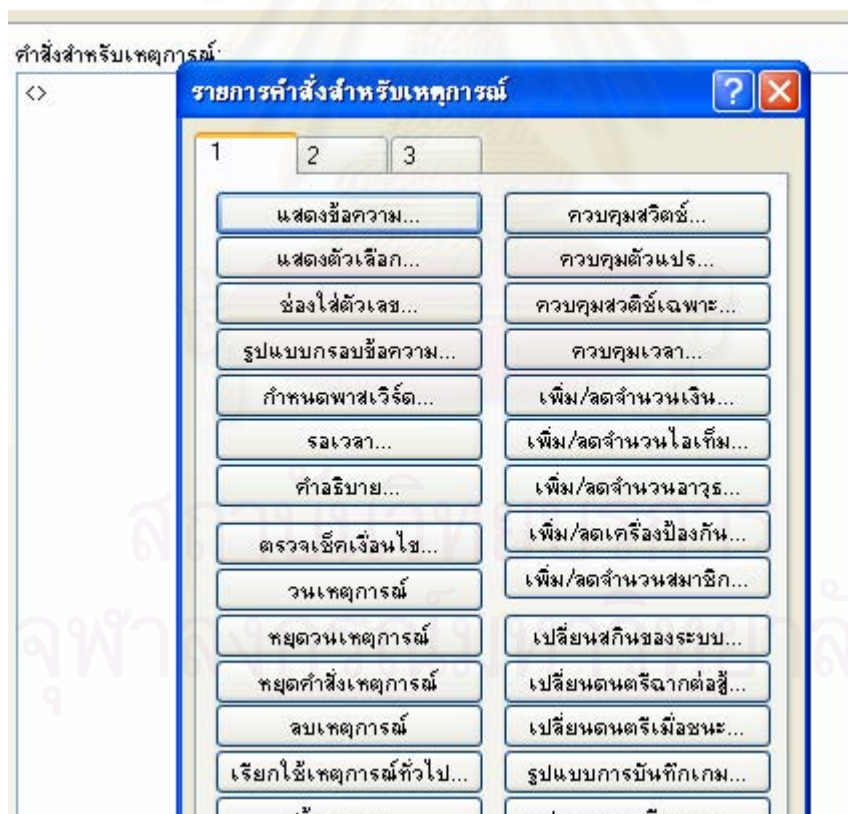 คำสั่งสำหรับเหตุการณ์:
<>
รายการคำสั่งสำหรับเหตุการณ์
1 2 3
แสดงข้อความ...
แสดงตัวเลือก...
ช่องใส่ตัวเลข...
รูปแบบกรอบข้อความ...
กำหนดพาสเวิร์ด...
รอเวลา...
คำอธิบาย...
ตรวจเช็คเงื่อนไข...
วนเหตุการณ์
หยุดวนเหตุการณ์
หยุดคำสั่งเหตุการณ์
ลบเหตุการณ์
เรียกใช้เหตุการณ์ทั่วไป...
ควบคุมสวิตช์...
ควบคุมตัวแปร...
ควบคุมสวติช์เฉพาะ...
ควบคุมเวลา...
เพิ่ม/ลดจำนวนเงิน...
เพิ่ม/ลดจำนวนไอเท็ม...
เพิ่ม/ลดจำนวนอาวุธ...
เพิ่ม/ลดเครื่องป้องกัน...
เพิ่ม/ลดจำนวนสมาชิก...
เปลี่ยนสกินของระบบ...
เปลี่ยนดนตรีฉากต่อสู้...
เปลี่ยนดนตรีเมื่อชนะ...
รูปแบบการบันทึกเกม...